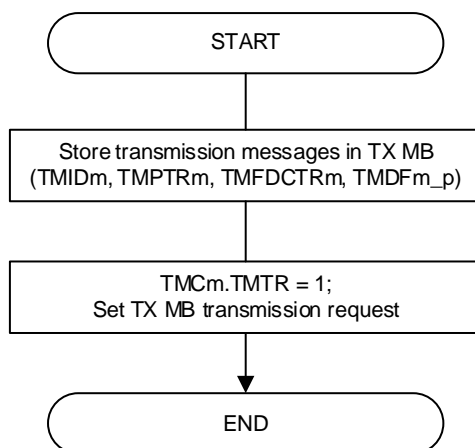 START
Store transmission messages in TX MB
(TMIDm, TMPTRm, TMFDCTRm, TMDFm_p)
TMCm.TMTR = 1;
Set TX MB transmission request
END